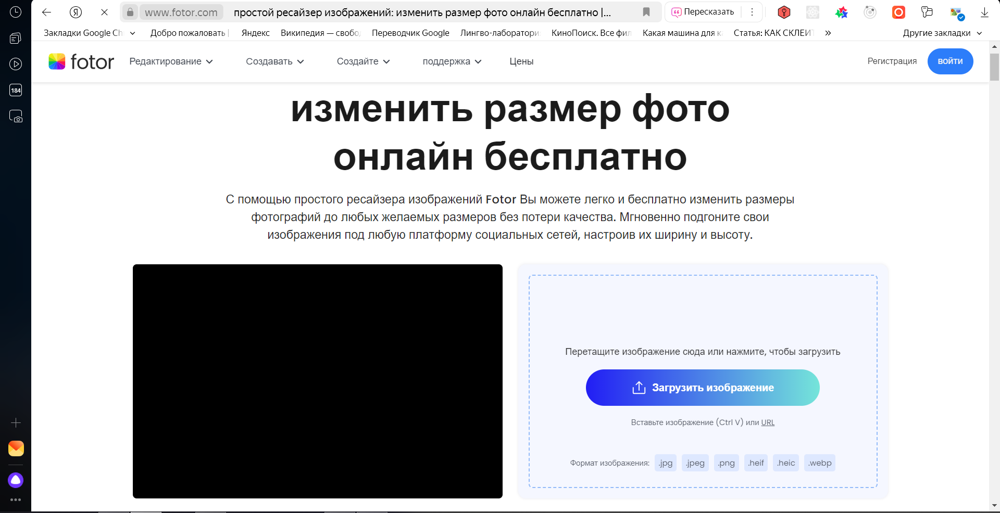 www.fotor.com простой ресайзер изображений: изменить размер фото онлайн бесплатно |... Пересказать
Закладки Google Ch Добро пожаловать | Яндекс Википедия — свобо Переводчик Google Лингво-лаборатори КиноПоиск. Все фил Какая машина для к Статья: КАК СКЛЕИТ » Другие закладки
fotor Редактирование Создавать Создайте поддержка Цены Регистрация ВОЙТИ
184
изменить размер фото
онлайн бесплатно
С помощью простого ресайзера изображений Fotor Вы можете легко и бесплатно изменить размеры
фотографий до любых желаемых размеров без потери качества. Мгновенно подгоните свои
изображения под любую платформу социальных сетей, настроив их ширину и высоту.
Перетащите изображение сюда или нажмите, чтобы загрузить
Загрузить изображение
Вставьте изображение (Ctrl V) или URL
Формат изображения: .jpg .jpeg .png .heif .heic .webp